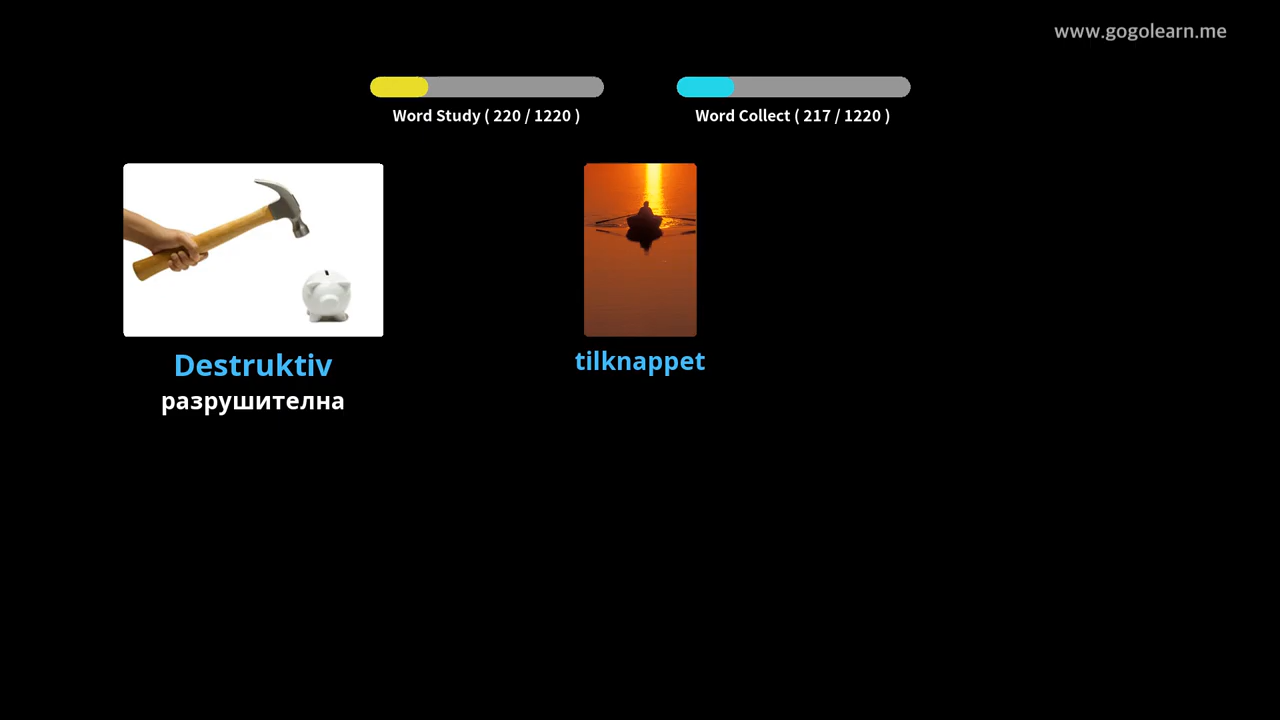 www.gogolearn.me
Word Study ( 220 / 1220 )
Word Collect ( 217 / 1220 )
Destruktiv
разрушителна
tilknappet